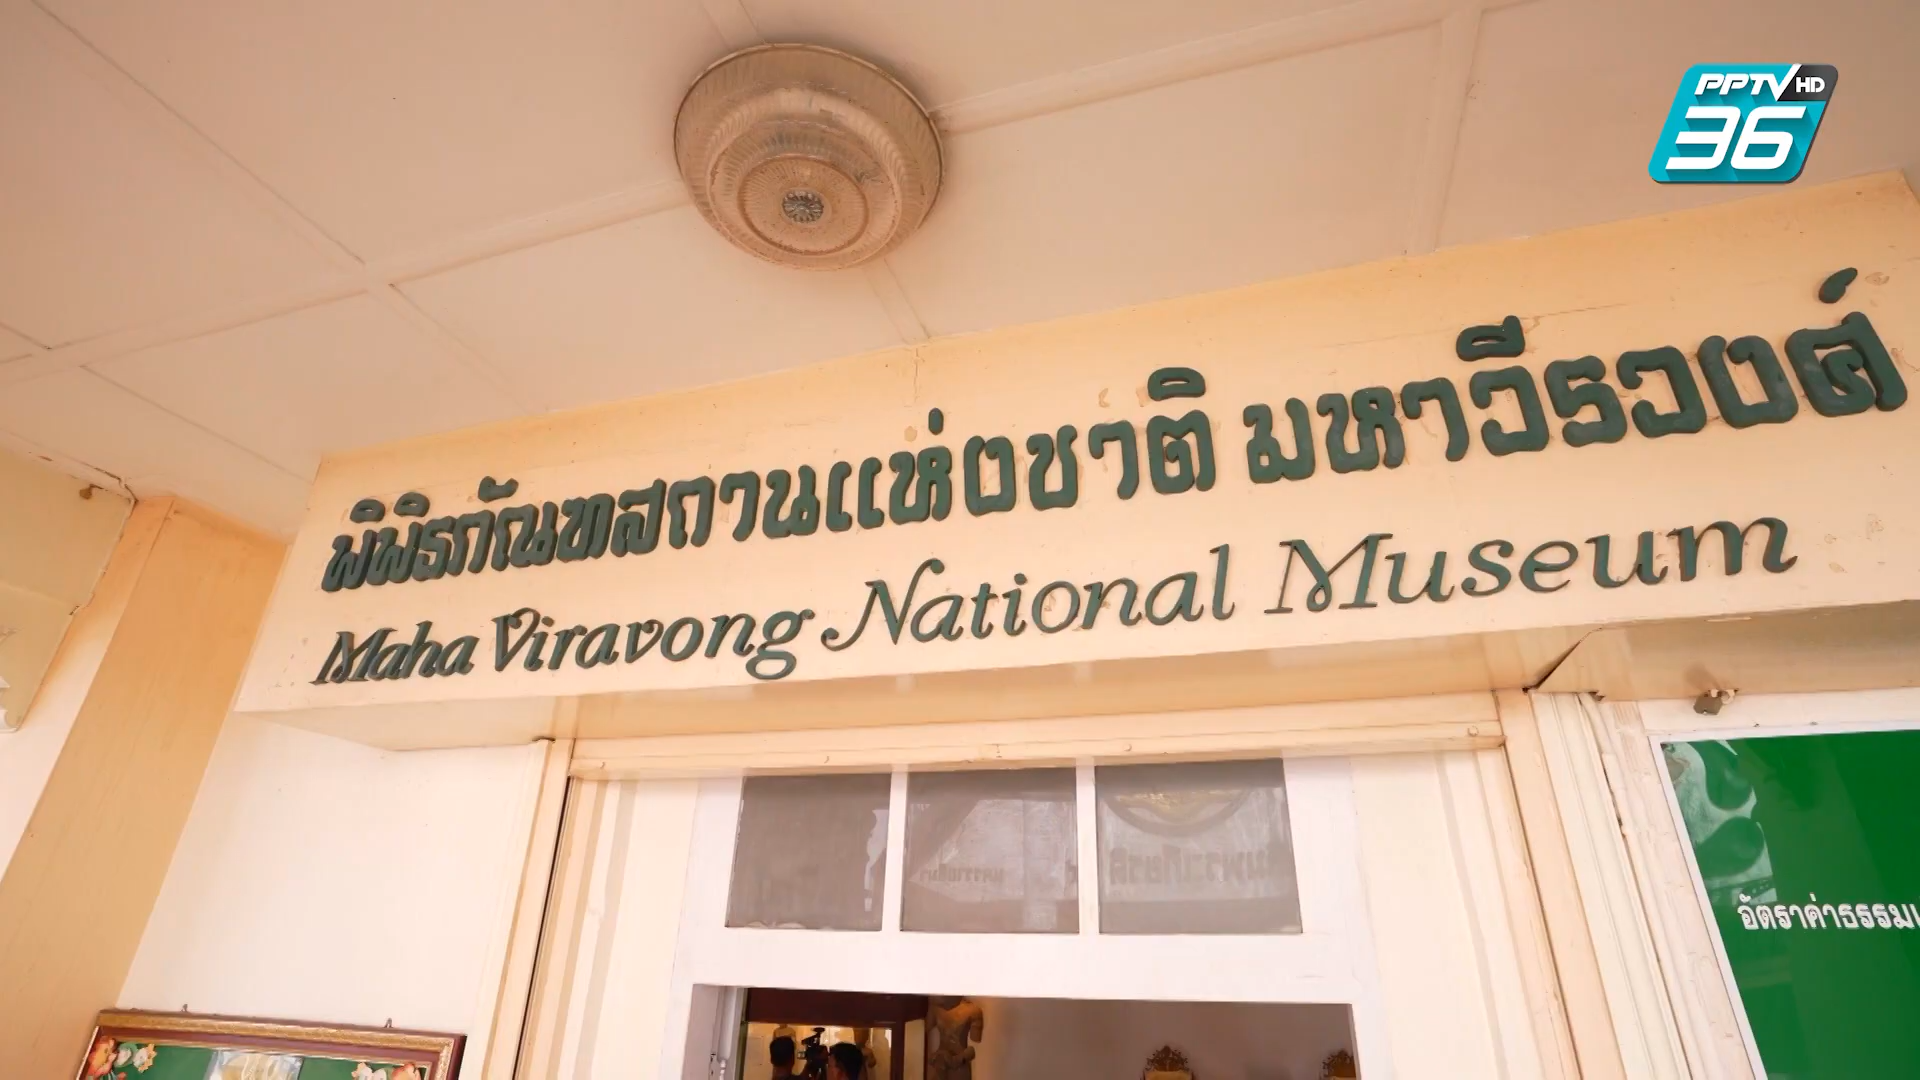 PPTV HD
36
พิพิธภัณฑสถานแห่งชาติ มหาวีรวงศ์
Maha Viravong National Museum
อัตราค่าธรรมเ